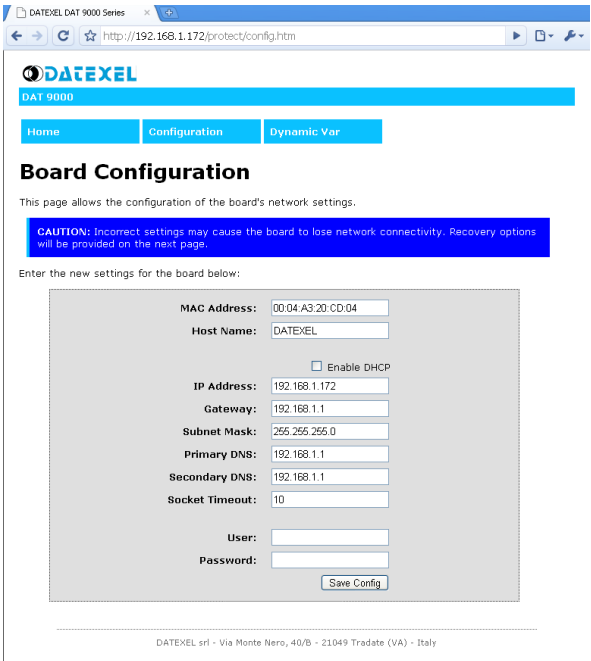 DATEXEL DAT 9000 Series
http://192.168.1.172/protect/config.htm
DATEXEL
DAT 9000
Home Configuration Dynamic Var
Board Configuration
This page allows the configuration of the board's network settings.
CAUTION: Incorrect settings may cause the board to lose network connectivity. Recovery options
will be provided on the next page.
Enter the new settings for the board below:
MAC Address: 00:04:A3:20:CD:04
Host Name: DATEXEL
Enable DHCP
IP Address: 192.168.1.172
Gateway: 192.168.1.1
Subnet Mask: 255.255.255.0
Primary DNS: 192.168.1.1
Secondary DNS: 192.168.1.1
Socket Timeout: 10
User:
Password:
Save Config
DATEXEL srl - Via Monte Nero, 40/B - 21049 Tradate (VA) - Italy